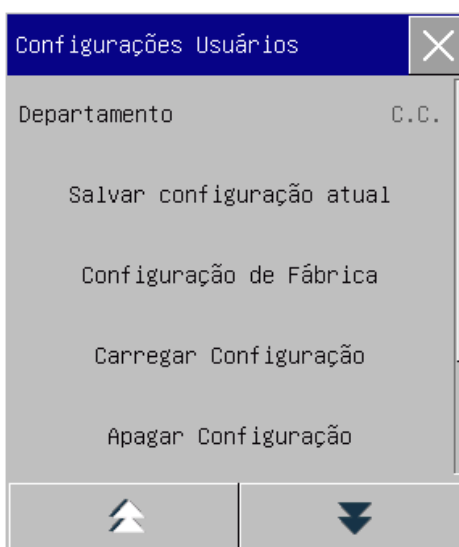 Configurações Usuários
Departamento C.C.
Salvar configuração atual
Configuração de Fábrica
Carregar Configuração
Apagar Configuração